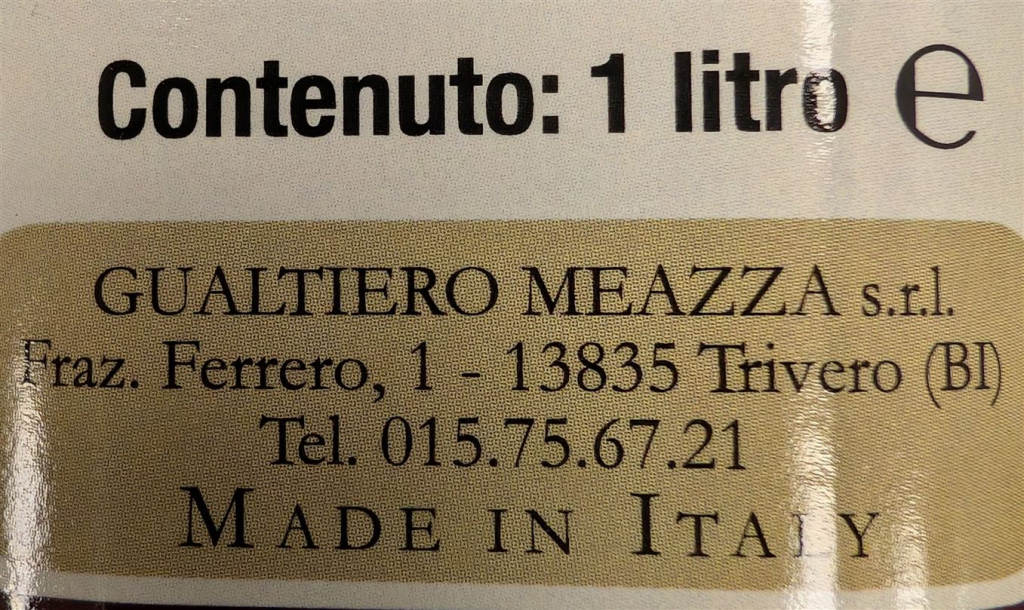 Contenuto: 1 litro ℮
GUALTIERO MEAZZA s.r.l.
Fraz. Ferrero, 1 - 13835 Trivero (BI)
Tel. 015.75.67.21
MADE IN ITALY